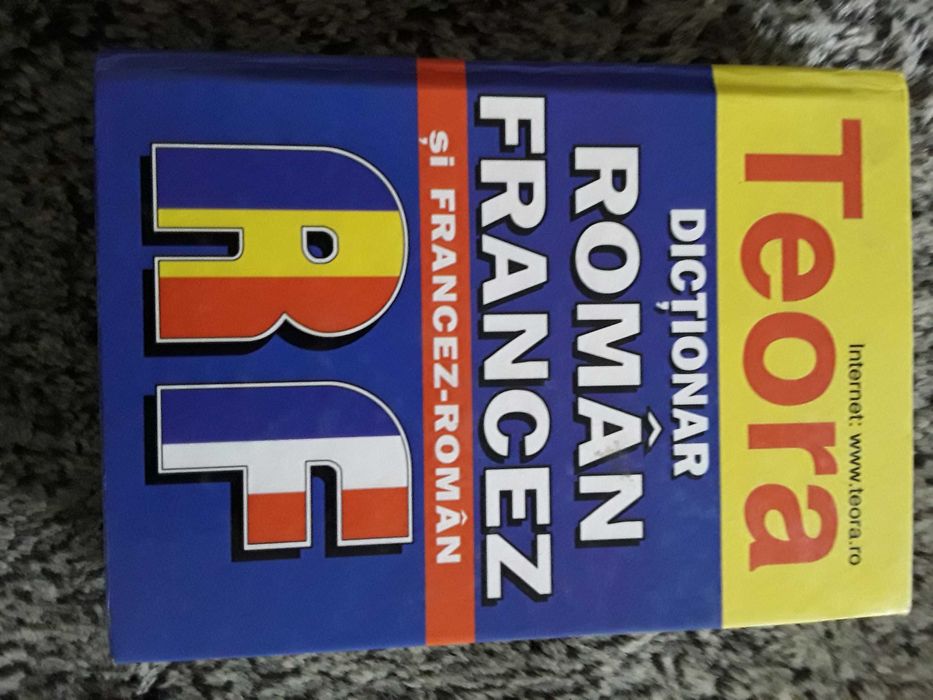 Internet: www.teora.ro
Teora
DICȚIONAR
ROMÂN
FRANCEZ
și FRANCEZ-ROMÂN
RF